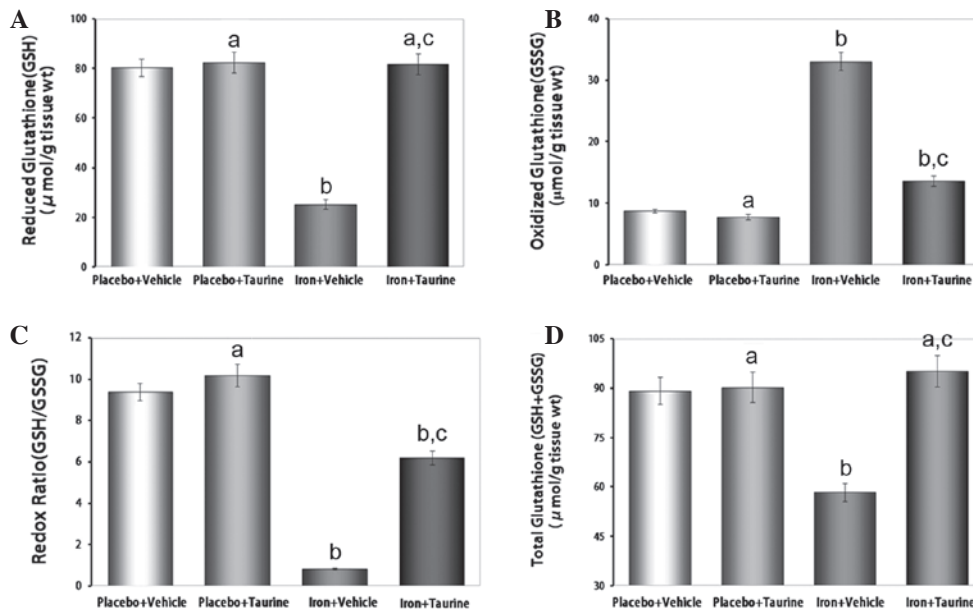 A
Reduced Glutathione(GSH)
(μ mol/g tissue wt)
100
80
60
40
20
0
a
b
a,c
Placebo+Vehicle Placebo+Taurine Iron+Vehicle Iron+Taurine
B
Oxidized Glutathione(GSSG)
(μmol/g tissue wt)
40
30
20
10
0
a
b
b,c
Placebo+Vehicle Placebo+Taurine Iron+Vehicle Iron+Taurine
C
Redox Ratio(GSH/GSSG)
12
10
8
6
4
2
0
a
b
b,c
Placebo+Vehicle Placebo+Taurine Iron+Vehicle Iron+Taurine
D
Total Glutathione (GSH+GSSG)
(μ mol/g tissue wt)
105
90
75
60
45
30
a
b
a,c
Placebo+Vehicle Placebo+Taurine Iron+Vehicle Iron+Taurine